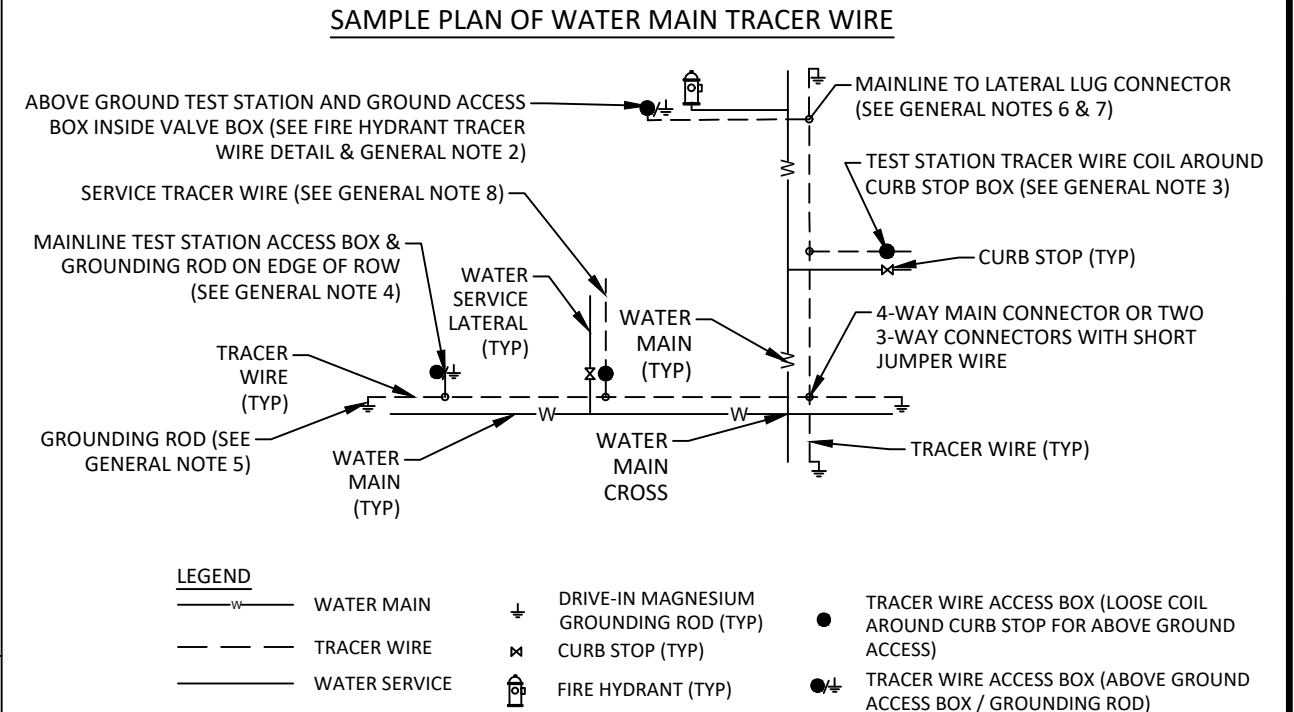 SAMPLE PLAN OF WATER MAIN TRACER WIRE
ABOVE GROUND TEST STATION AND GROUND ACCESS
BOX INSIDE VALVE BOX (SEE FIRE HYDRANT TRACER
WIRE DETAIL & GENERAL NOTE 2)
MAINLINE TO LATERAL LUG CONNECTOR
(SEE GENERAL NOTES 6 & 7)
TEST STATION TRACER WIRE COIL AROUND
CURB STOP BOX (SEE GENERAL NOTE 3)
SERVICE TRACER WIRE (SEE GENERAL NOTE 8)
MAINLINE TEST STATION ACCESS BOX &
GROUNDING ROD ON EDGE OF ROW
(SEE GENERAL NOTE 4)
CURB STOP (TYP)
WATER
SERVICE
LATERAL
(TYP)
WATER
MAIN
(TYP)
4-WAY MAIN CONNECTOR OR TWO
3-WAY CONNECTORS WITH SHORT
JUMPER WIRE
TRACER
WIRE
(TYP)
W
W
W
W
GROUNDING ROD (SEE
GENERAL NOTE 5)
WATER
MAIN
(TYP)
WATER
MAIN
CROSS
TRACER WIRE (TYP)
LEGEND
W
WATER MAIN
TRACER WIRE
WATER SERVICE
DRIVE-IN MAGNESIUM
GROUNDING ROD (TYP)
CURB STOP (TYP)
FIRE HYDRANT (TYP)
TRACER WIRE ACCESS BOX (LOOSE COIL
AROUND CURB STOP FOR ABOVE GROUND
ACCESS)
TRACER WIRE ACCESS BOX (ABOVE GROUND
ACCESS BOX / GROUNDING ROD)